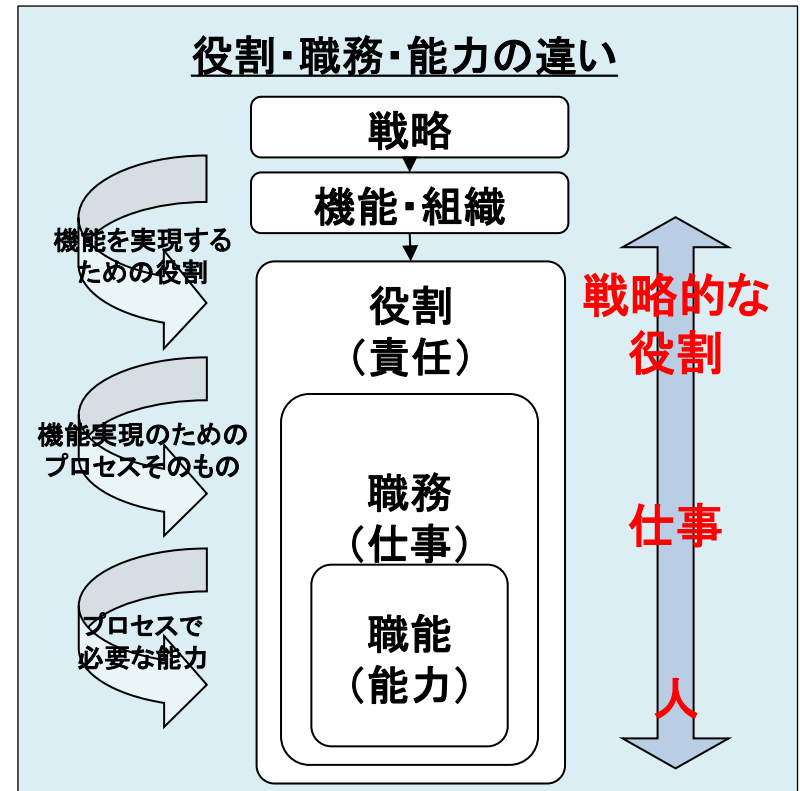 役割・職務・能力の違い
戦略
機能・組織
機能を実現する
ための役割
役割
（責任）
戦略的な
役割
機能実現のための
プロセスそのもの
職務
（仕事）
仕事
プロセスで
必要な能力
職能
（能力）
人